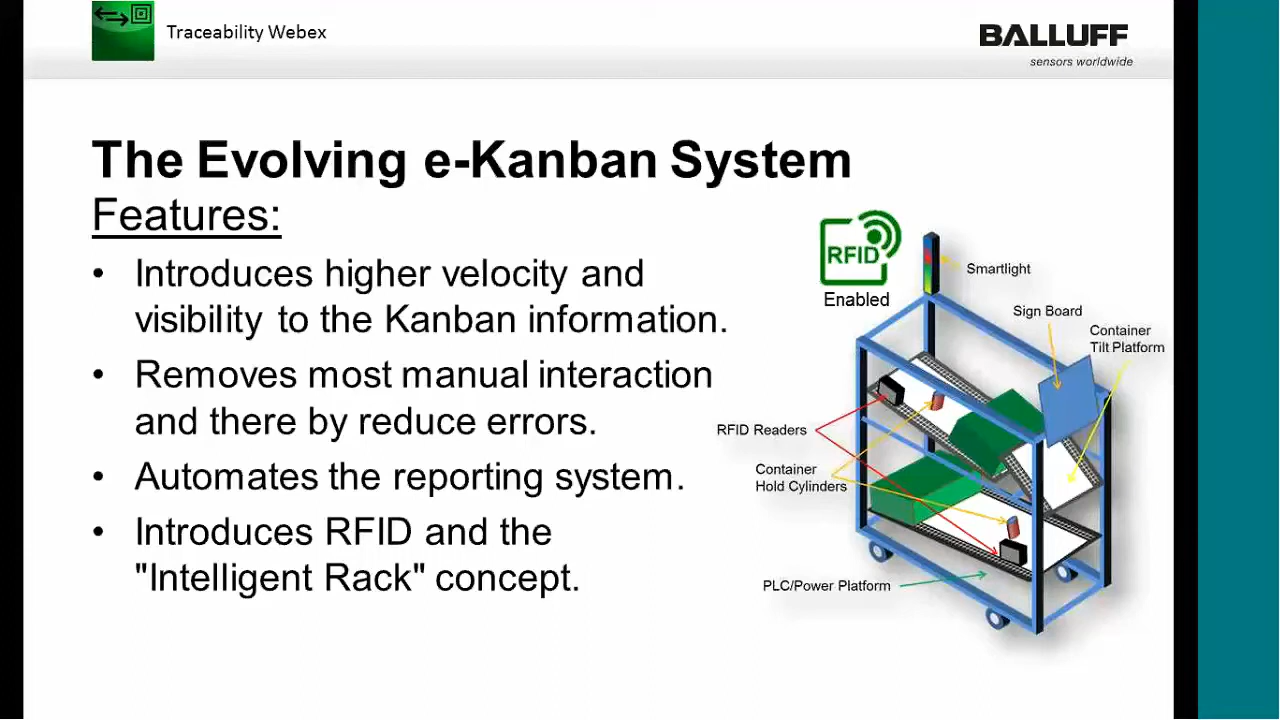 Traceability Webex
BALLUFF
sensors worldwide
The Evolving e-Kanban System
Features:
• Introduces higher velocity and
visibility to the Kanban information.
• Removes most manual interaction
and there by reduce errors.
• Automates the reporting system.
• Introduces RFID and the
"Intelligent Rack" concept.
RFID
Enabled
Smartlight
Sign Board
Container
Tilt Platform
RFID Readers
Container
Hold Cylinders
PLC/Power Platform